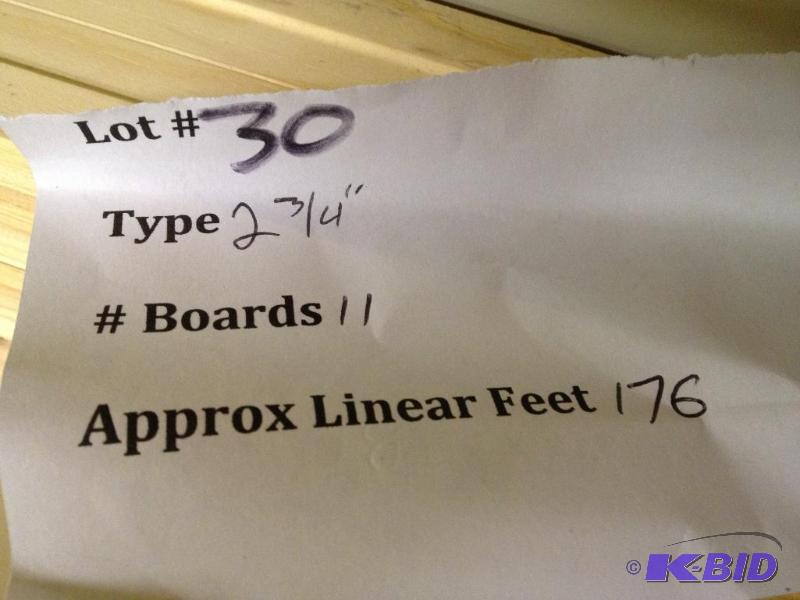 Lot # 30
Type 2 3/4"
# Boards 11
Approx Linear Feet 176
© K-BID